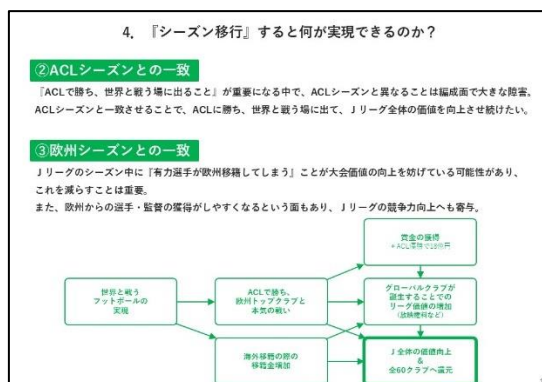 4．『シーズン移行』すると何が実現できるのか？
②ACLシーズンとの一致
『ACLで勝ち、世界と戦う場に出ること』が重要になる中で、ACLシーズンと異なることは編成面で大きな障害。
ACLシーズンと一致させることで、ACLに勝ち、世界と戦う場に出て、Ｊリーグ全体の価値を向上させ続けたい。
③欧州シーズンとの一致
Ｊリーグのシーズン中に『有力選手が欧州移籍してしまう』ことが大会価値の向上を妨げている可能性があり、
これを減らすことは重要。
また、欧州からの選手・監督の獲得がしやすくなるという面もあり、Ｊリーグの競争力向上へも寄与。
賞金の獲得
世界と戦う
フットボールの
実現
ACLで勝ち、
欧州トップクラブと
本気の戦い
グローバルクラブが
誕生することでの
リーグ価値の増加
(放映権料など)
海外移籍の際の
移籍金増加
Ｊ全体の価値向上
&
全60クラブへ還元